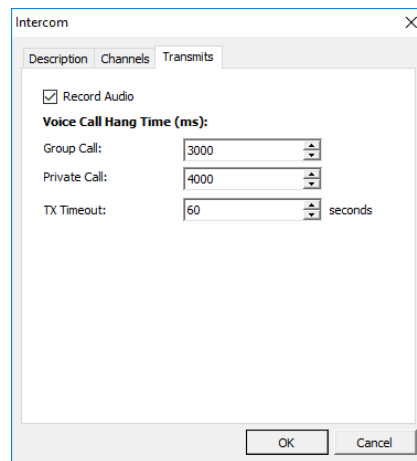 Intercom
Description Channels Transmits
Record Audio
Voice Call Hang Time (ms):
Group Call: 3000
Private Call: 4000
TX Timeout: 60 seconds
OK Cancel